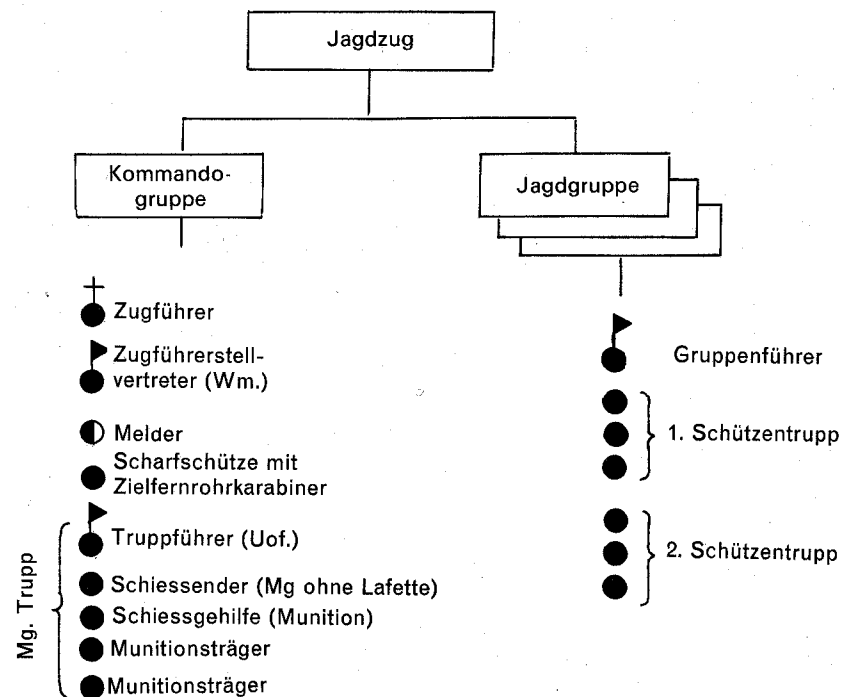 Jagdzug
Kommando-
gruppe
Jagdgruppe
Zugführer
Zugführerstell-
vertreter (Wm.)
Melder
Scharfschütze mit
Zielfernrohrkarabiner
Mg. Trupp
Truppführer (Uof.)
Schiessender (Mg ohne Lafette)
Schiessgehilfe (Munition)
Munitionsträger
Munitionsträger
Gruppenführer
1. Schützentrupp
2. Schützentrupp